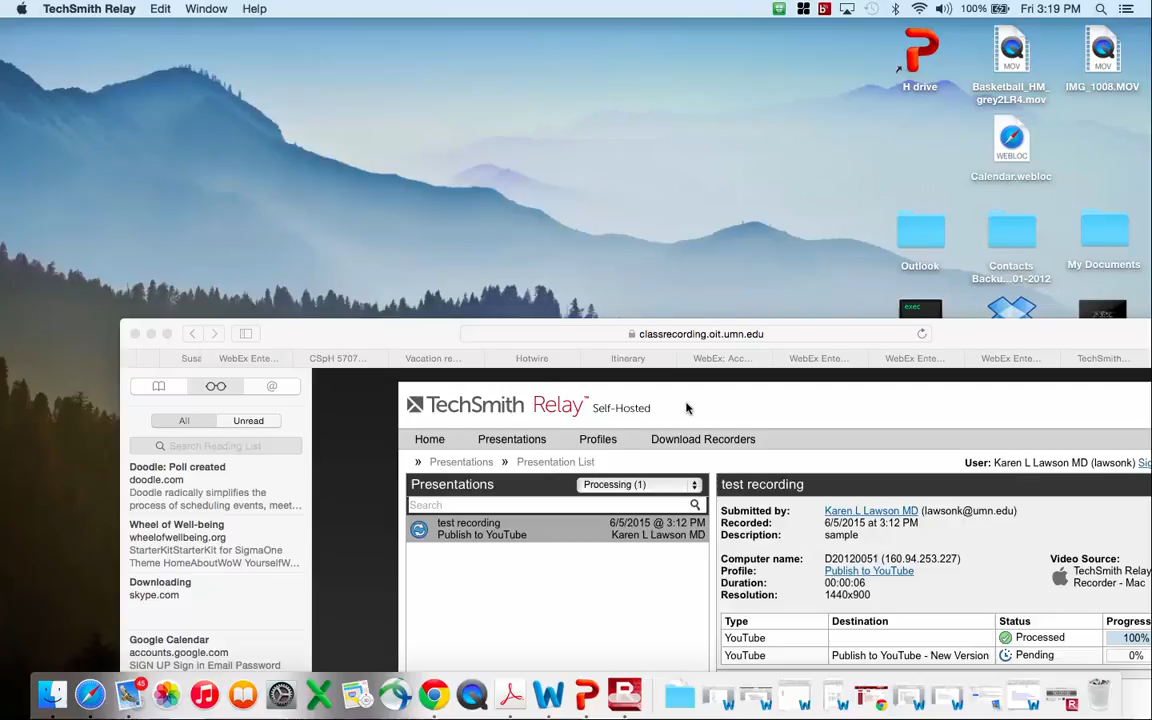 TechSmith Relay Edit Window Help
100% Fri 3:19 PM
H drive
MOV
Basketball_HM_
grey2LR4.mov
MOV
IMG_1008.MOV
WEBLOC
Calendar.webloc
Outlook
Contacts
Backu....01-2012
My Documents
exec
classrecording.oit.umn.edu
Susa WebEx Ente... CSpH 5707... Vacation re... Hotwire Itinerary WebEx: Acc... WebEx Ente... WebEx Ente... WebEx Ente... TechSmith...
@
All Unread
Search Reading List
Doodle: Poll created
doodle.com
Doodle radically simplifies the
process of scheduling events, meet...
Wheel of Well-being
wheelofwellbeing.org
StarterKitStarterKit for SigmaOne
Theme HomeAboutWoW YourselfW...
Downloading
skype.com
Google Calendar
accounts.google.com
SIGN UP Sign in Email Password
TechSmith Relay™ Self-Hosted
Home Presentations Profiles Download Recorders
» Presentations » Presentation List
User: Karen L Lawson MD (lawsonk) Sig
Presentations Processing (1)
Search
test recording 6/5/2015 @ 3:12 PM
Publish to YouTube Karen L Lawson MD
test recording
Submitted by: Karen L Lawson MD (lawsonk@umn.edu)
Recorded: 6/5/2015 at 3:12 PM
Description: sample
Computer name: D20120051 (160.94.253.227)
Profile: Publish to YouTube
Duration: 00:00:06
Resolution: 1440x900
Video Source:
TechSmith Relay
Recorder - Mac
Type Destination Status Progress
YouTube Processed 100%
YouTube Publish to YouTube - New Version Pending 0%
45